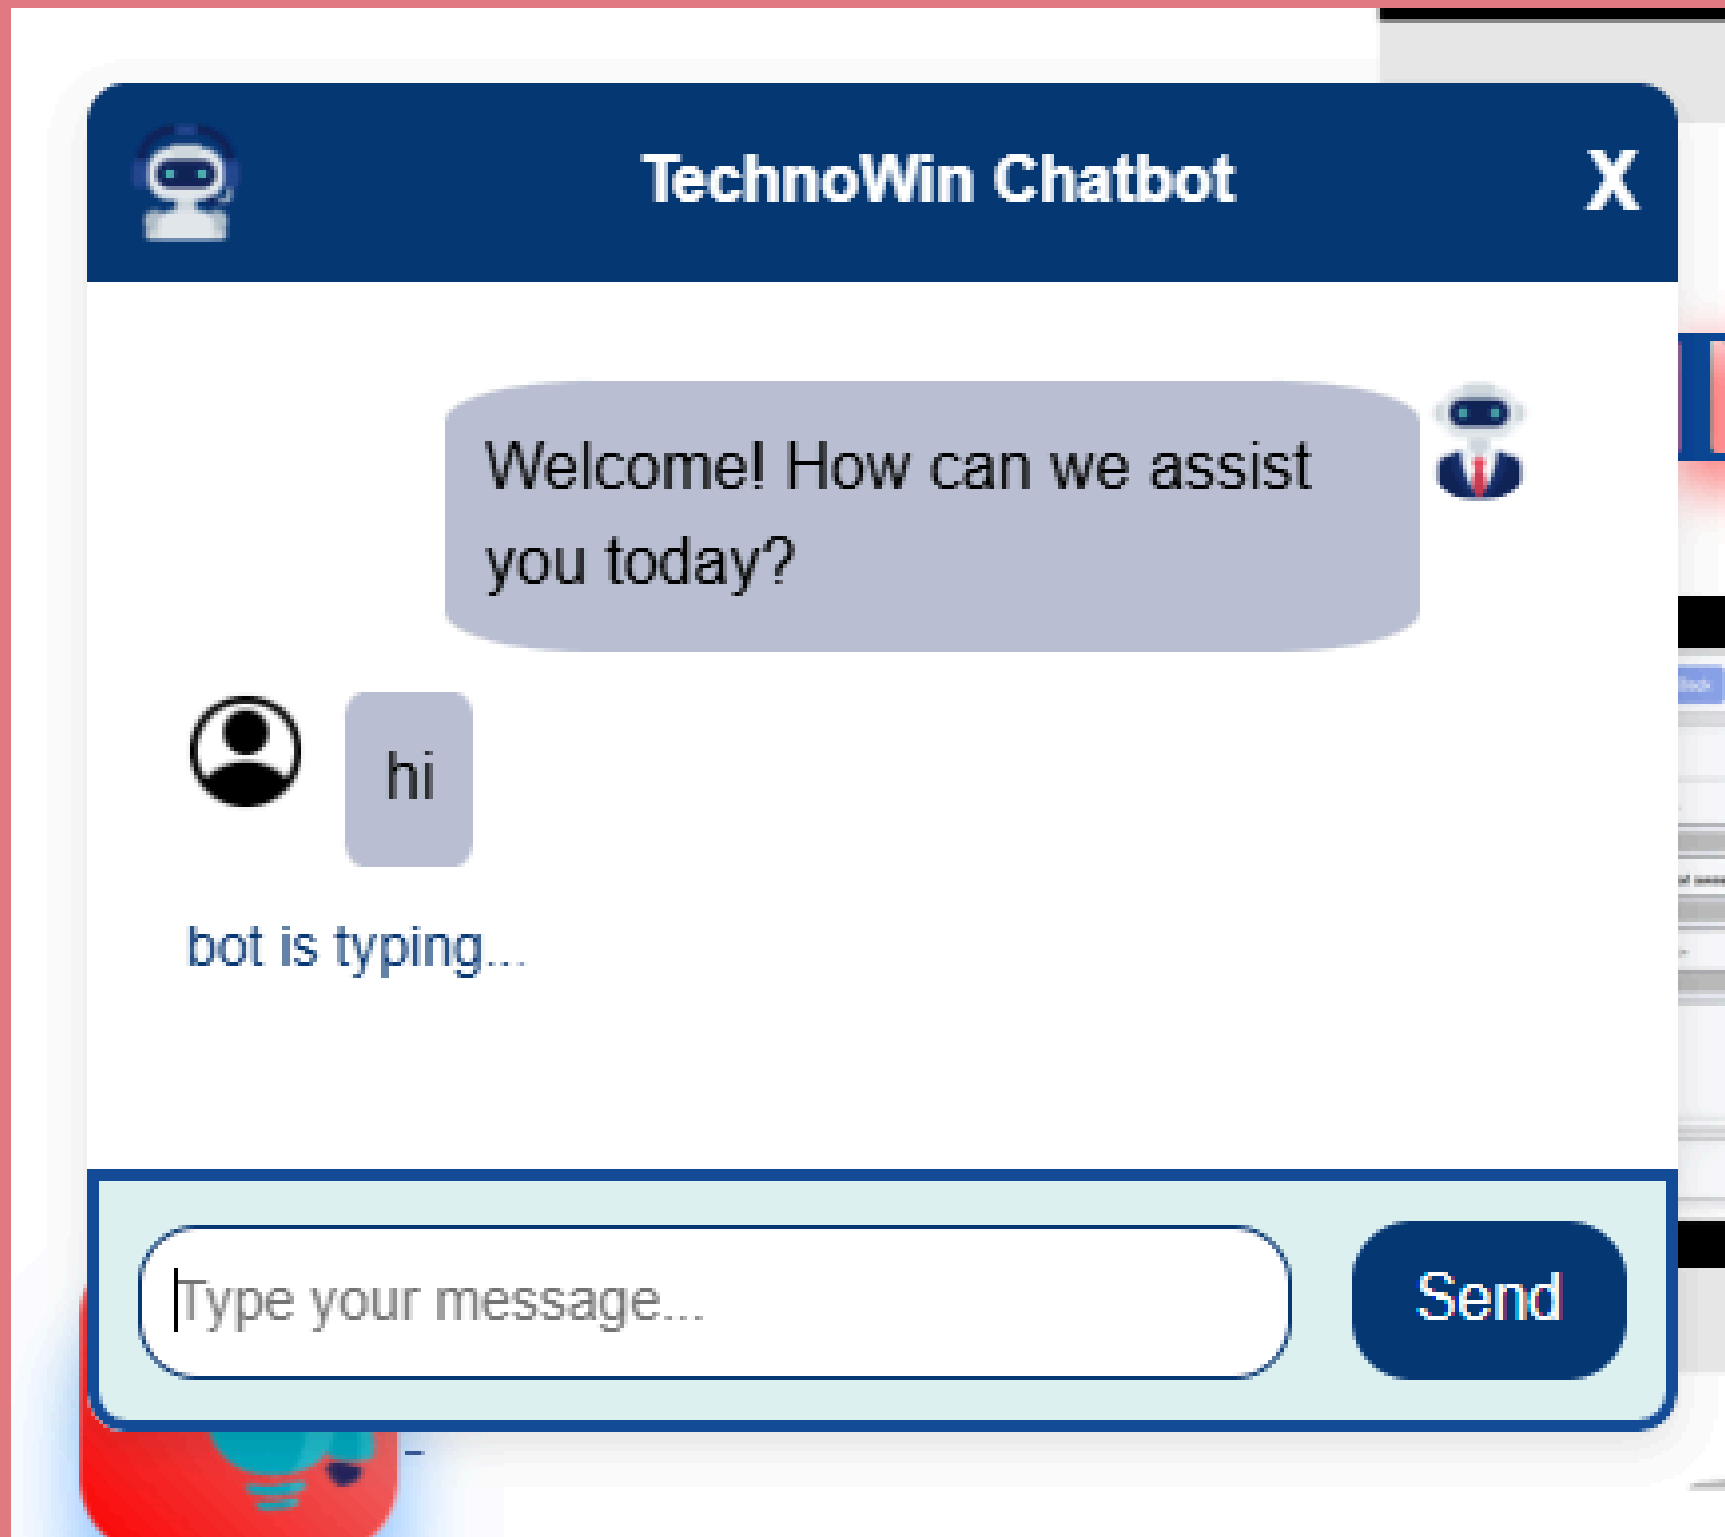 TechnoWin Chatbot
X
Welcome! How can we assist
you today?
hi
bot is typing...
Type your message...
Send